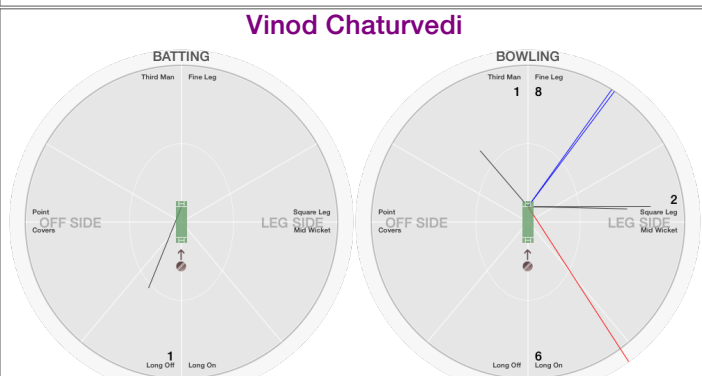 Vinod Chaturvedi
BATTING
Third Man Fine Leg
Point
OFF SIDE
Covers
Square Leg
LEG SIDE
Mid Wicket
1
Long Off Long On
BOWLING
Third Man Fine Leg
1 8
Point
OFF SIDE
Covers
2
Square Leg
LEG SIDE
Mid Wicket
6
Long Off Long On